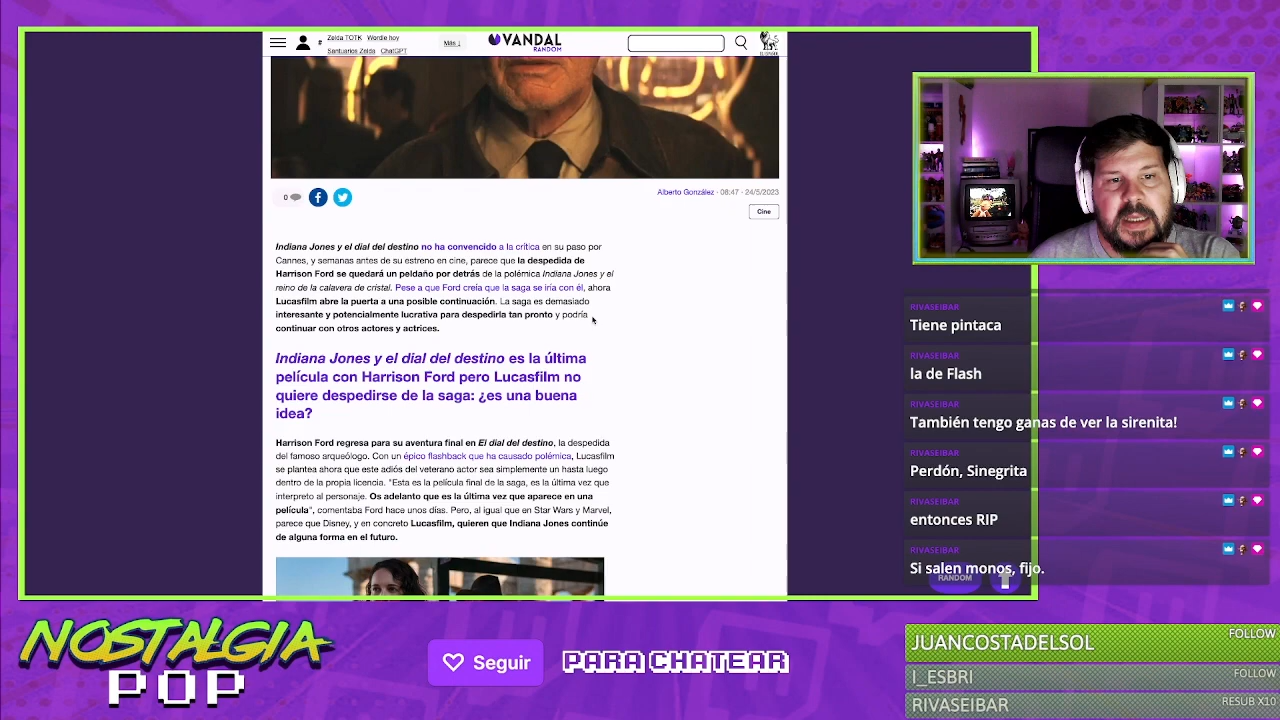 #
Zelda TOTK Wordle hoy
Santuarios Zelda ChatGPT
Más ↓
VANDAL
RANDOM
0
Alberto González · 08:47 · 24/5/2023
Cine
Indiana Jones y el dial del destino no ha convencido a la crítica en su paso por
Cannes, y semanas antes de su estreno en cine, parece que la despedida de
Harrison Ford se quedará un peldaño por detrás de la polémica Indiana Jones y el
reino de la calavera de cristal. Pese a que Ford creía que la saga se iría con él, ahora
Lucasfilm abre la puerta a una posible continuación. La saga es demasiado
interesante y potencialmente lucrativa para despedirla tan pronto y podría
continuar con otros actores y actrices.
Indiana Jones y el dial del destino es la última
película con Harrison Ford pero Lucasfilm no
quiere despedirse de la saga: ¿es una buena
idea?
Harrison Ford regresa para su aventura final en El dial del destino, la despedida
del famoso arqueólogo. Con un épico flashback que ha causado polémica, Lucasfilm
se plantea ahora que este adiós del veterano actor sea simplemente un hasta luego
dentro de la propia licencia. "Esta es la película final de la saga, es la última vez que
interpreto al personaje. Os adelanto que es la última vez que aparece en una
película", comentaba Ford hace unos días. Pero, al igual que en Star Wars y Marvel,
parece que Disney, y en concreto Lucasfilm, quieren que Indiana Jones continúe
de alguna forma en el futuro.
RIVASEIBAR
Tiene pintaca
RIVASEIBAR
la de Flash
RIVASEIBAR
También tengo ganas de ver la sirenita!
RIVASEIBAR
Perdón, Sinegrita
RIVASEIBAR
entonces RIP
RIVASEIBAR
Si salen monos, fijo.
RANDOM
NOSTALGIA
POP
Seguir
PARA CHATEAR
JUANCOSTADELSOL FOLLOW
I_ESBRI FOLLOW
RIVASEIBAR RESUB X10